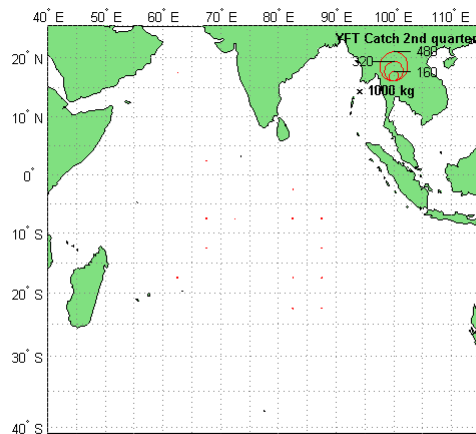 40° E 50° E 60° E 70° E 80° E 90° E 100° E 110° E
YFT Catch 2nd quarter
480
320
160
× 1000 kg
20° N
10° N
0°
10° S
20° S
30° S
40° S